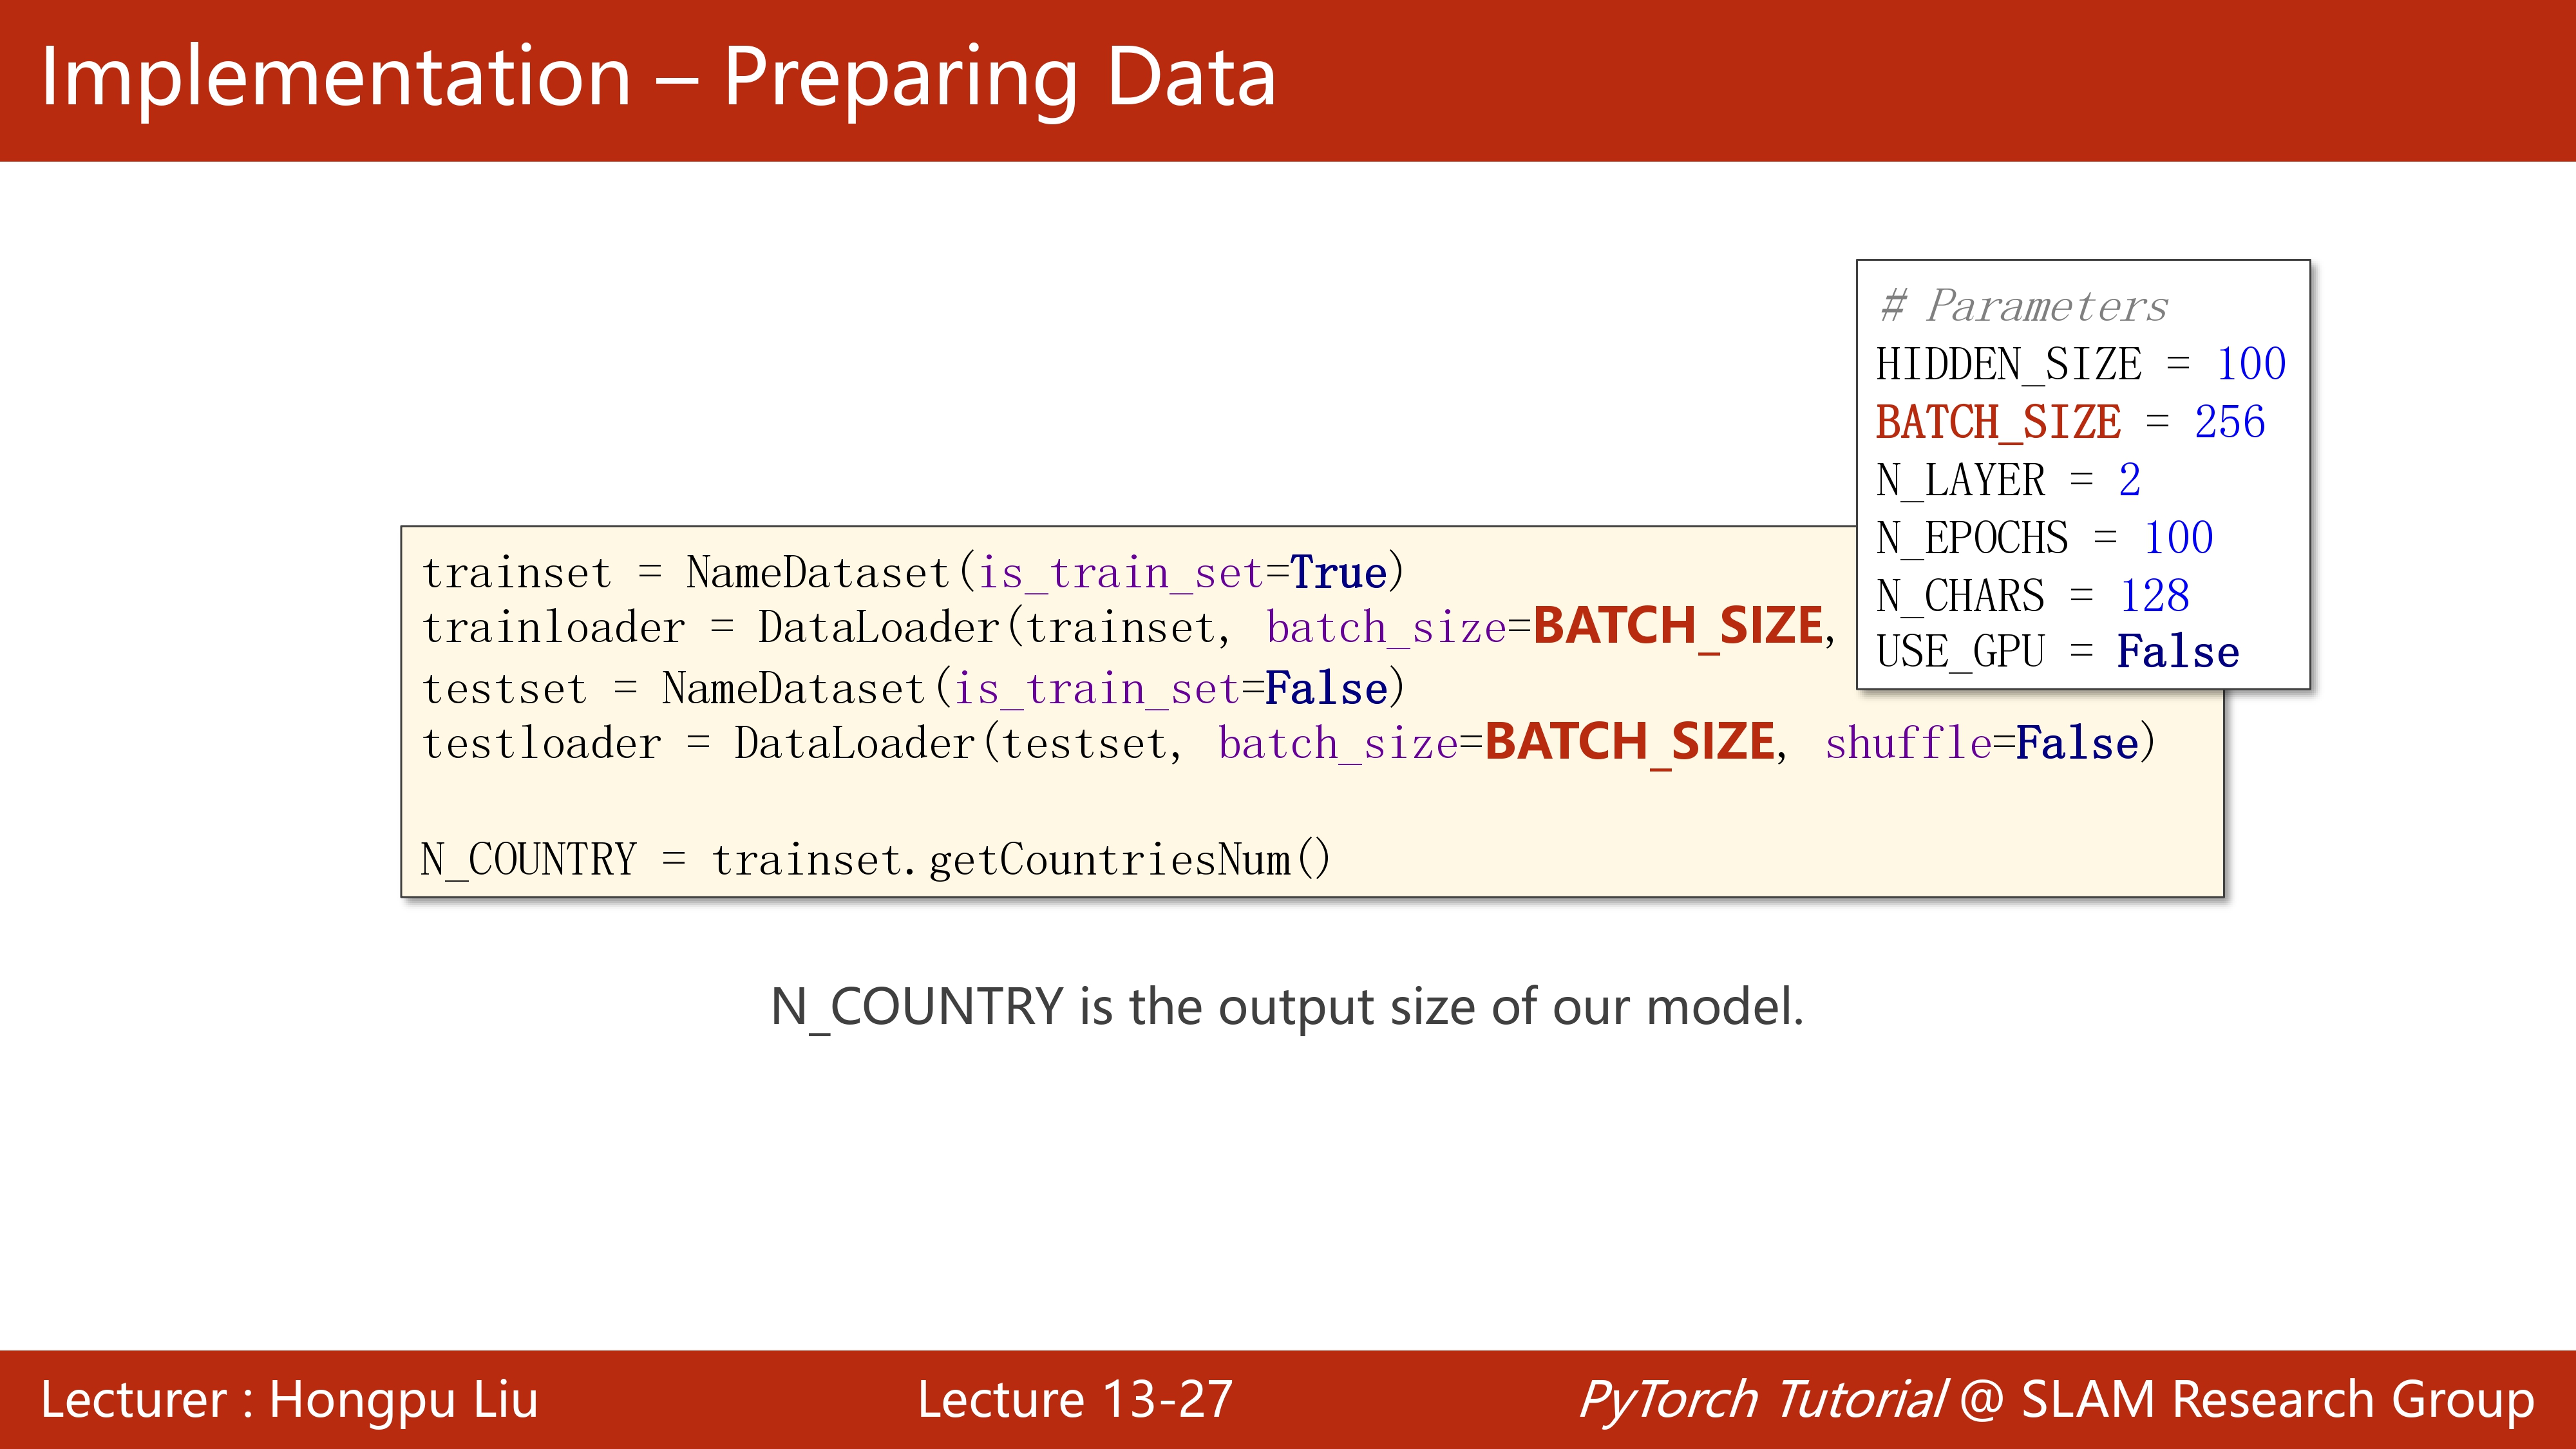 Implementation – Preparing Data
# Parameters
HIDDEN_SIZE = 100
BATCH_SIZE = 256
N_LAYER = 2
N_EPOCHS = 100
N_CHARS = 128
USE_GPU = False
trainset = NameDataset(is_train_set=True)
trainloader = DataLoader(trainset, batch_size=BATCH_SIZE,
testset = NameDataset(is_train_set=False)
testloader = DataLoader(testset, batch_size=BATCH_SIZE, shuffle=False)
N_COUNTRY = trainset.getCountriesNum()
N_COUNTRY is the output size of our model.
Lecturer : Hongpu Liu
Lecture 13-27
PyTorch Tutorial @ SLAM Research Group